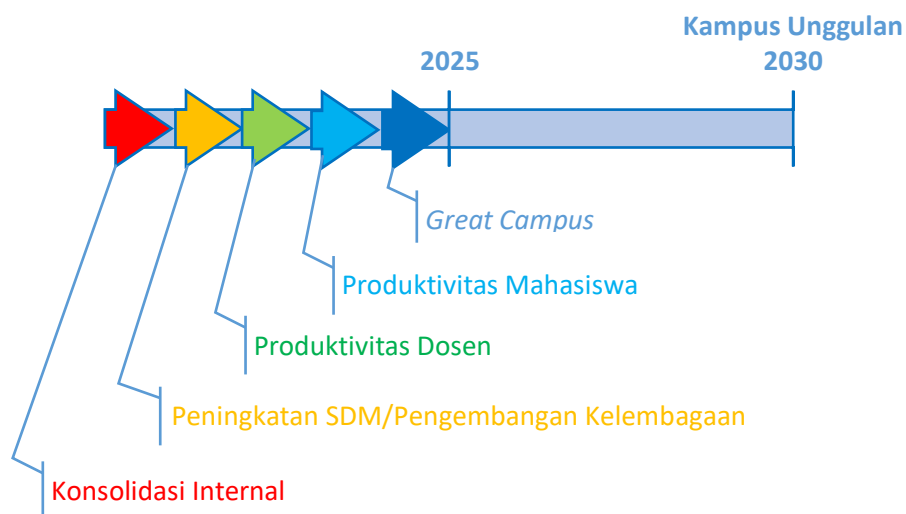 Kampus Unggulan
2025
2030
Great Campus
Produktivitas Mahasiswa
Produktivitas Dosen
Peningkatan SDM/Pengembangan Kelembagaan
Konsolidasi Internal